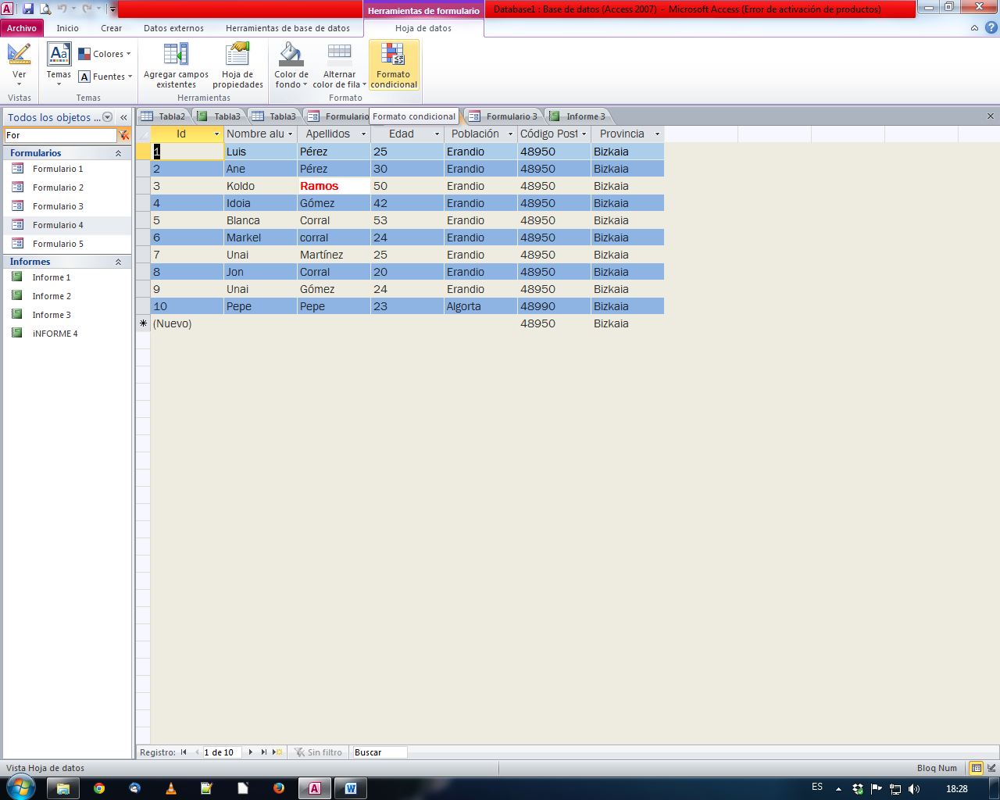 Herramientas de formulario
Database1 : Base de datos (Access 2007) - Microsoft Access (Error de activación de productos)
Archivo Inicio Crear Datos externos Herramientas de base de datos Hoja de datos
Ver
Temas
Colores
Fuentes
Agregar campos existentes
Hoja de propiedades
Color de fondo
Alternar color de fila
Formato condicional
Vistas Temas Herramientas Formato
Todos los objetos ...
Tabla2 Tabla3 Tabla3 Formulario Formato condicional Formulario 3 Informe 3
For
Formularios
Formulario 1
Formulario 2
Formulario 3
Formulario 4
Formulario 5
Informes
Informe 1
Informe 2
Informe 3
iNFORME 4
Id Nombre alu Apellidos Edad Población Código Post Provincia
1 Luis Pérez 25 Erandio 48950 Bizkaia
2 Ane Pérez 30 Erandio 48950 Bizkaia
3 Koldo Ramos 50 Erandio 48950 Bizkaia
4 Idoia Gómez 42 Erandio 48950 Bizkaia
5 Blanca Corral 53 Erandio 48950 Bizkaia
6 Markel corral 24 Erandio 48950 Bizkaia
7 Unai Martínez 25 Erandio 48950 Bizkaia
8 Jon Corral 20 Erandio 48950 Bizkaia
9 Unai Gómez 24 Erandio 48950 Bizkaia
10 Pepe Pepe 23 Algorta 48990 Bizkaia
* (Nuevo) 48950 Bizkaia
Registro: 1 de 10 Sin filtro Buscar
Vista Hoja de datos Bloq Num
ES 18:28